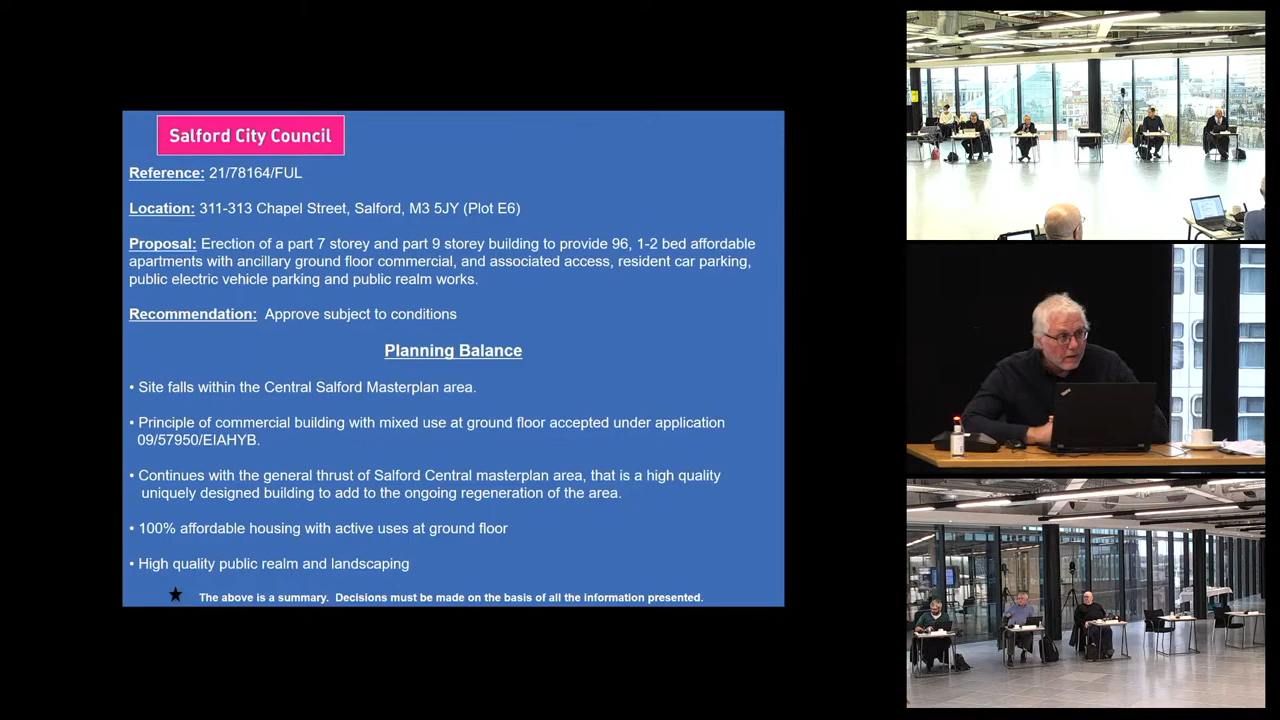 Salford City Council
Reference: 21/78164/FUL
Location: 311-313 Chapel Street, Salford, M3 5JY (Plot E6)
Proposal: Erection of a part 7 storey and part 9 storey building to provide 96, 1-2 bed affordable
apartments with ancillary ground floor commercial, and associated access, resident car parking,
public electric vehicle parking and public realm works.
Recommendation: Approve subject to conditions
Planning Balance
• Site falls within the Central Salford Masterplan area.
• Principle of commercial building with mixed use at ground floor accepted under application
09/57950/EIAHYB.
• Continues with the general thrust of Salford Central masterplan area, that is a high quality
uniquely designed building to add to the ongoing regeneration of the area.
• 100% affordable housing with active uses at ground floor
• High quality public realm and landscaping
★ The above is a summary. Decisions must be made on the basis of all the information presented.